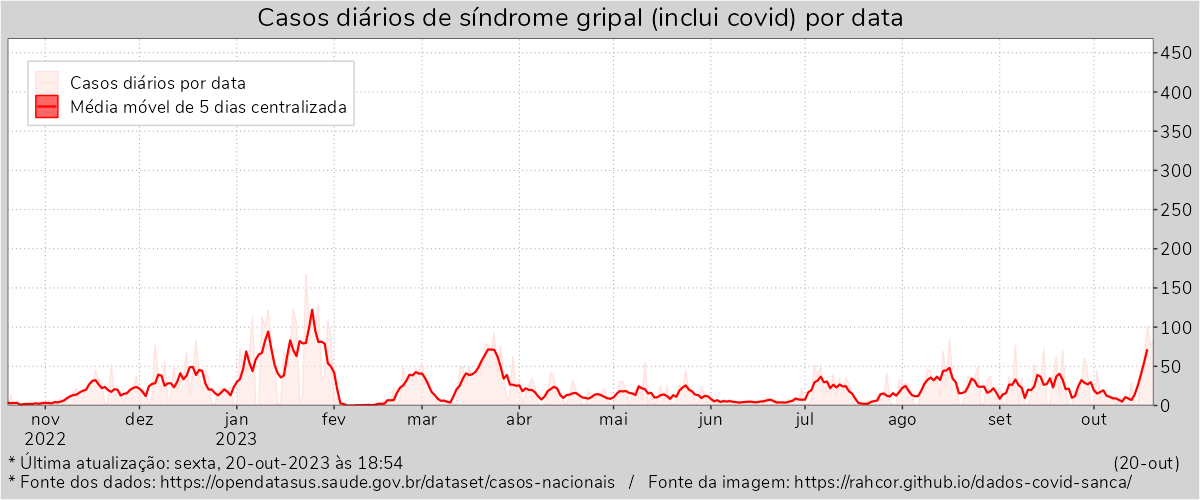 Casos diários de síndrome gripal (inclui covid) por data
Casos diários por data
Média móvel de 5 dias centralizada
450
400
350
300
250
200
150
100
50
0
nov dez jan fev mar abr mai jun jul ago set out
2022 2023
* Última atualização: sexta, 20-out-2023 às 18:54 (20-out)
* Fonte dos dados: https://opendatasus.saude.gov.br/dataset/casos-nacionais / Fonte da imagem: https://rahcor.github.io/dados-covid-sanca/